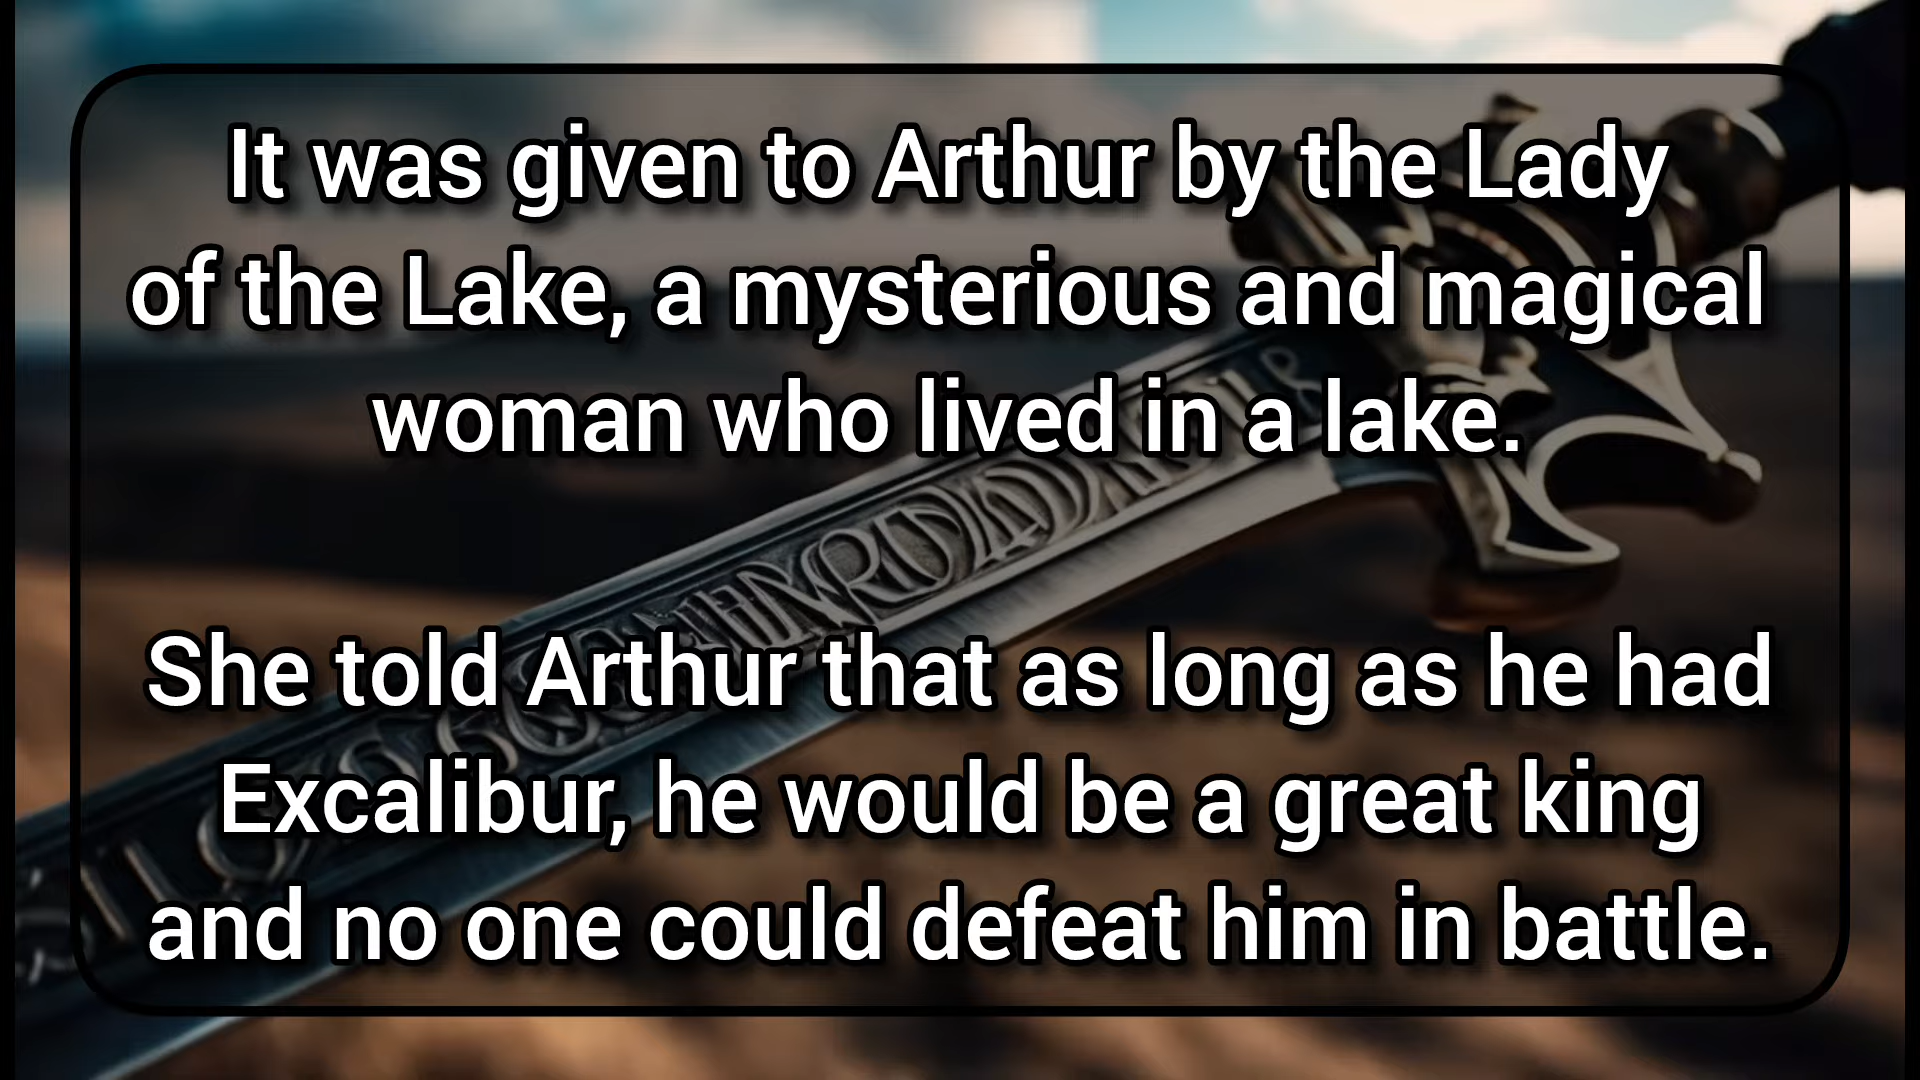 It was given to Arthur by the Lady
of the Lake, a mysterious and magical
woman who lived in a lake.
She told Arthur that as long as he had
Excalibur, he would be a great king
and no one could defeat him in battle.